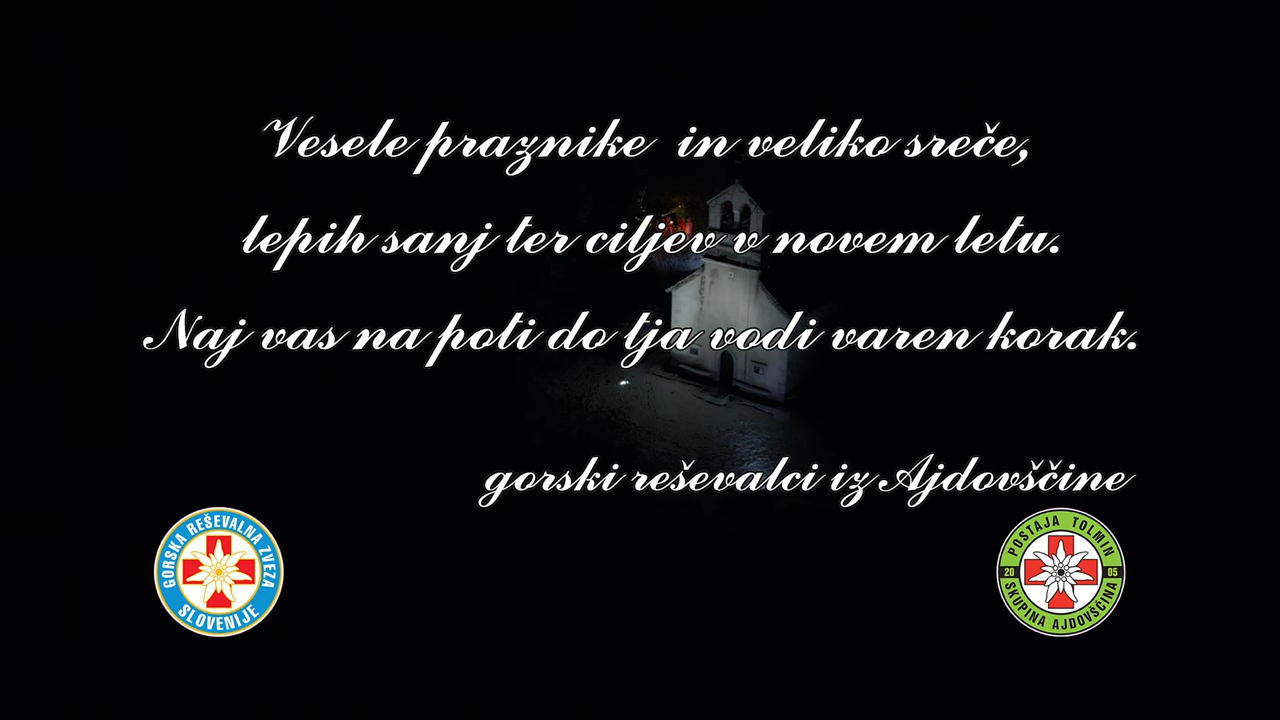 Vesele praznike in veliko sreče,
lepih sanj ter ciljev v novem letu.
Naj vas na poti do tja vodi varen korak.
gorski reševalci iz Ajdovščine
GORSKA REŠEVALNA ZVEZA
SLOVENIJE
POSTAJA TOLMIN
20 05
SKUPINA AJDOVŠČINA